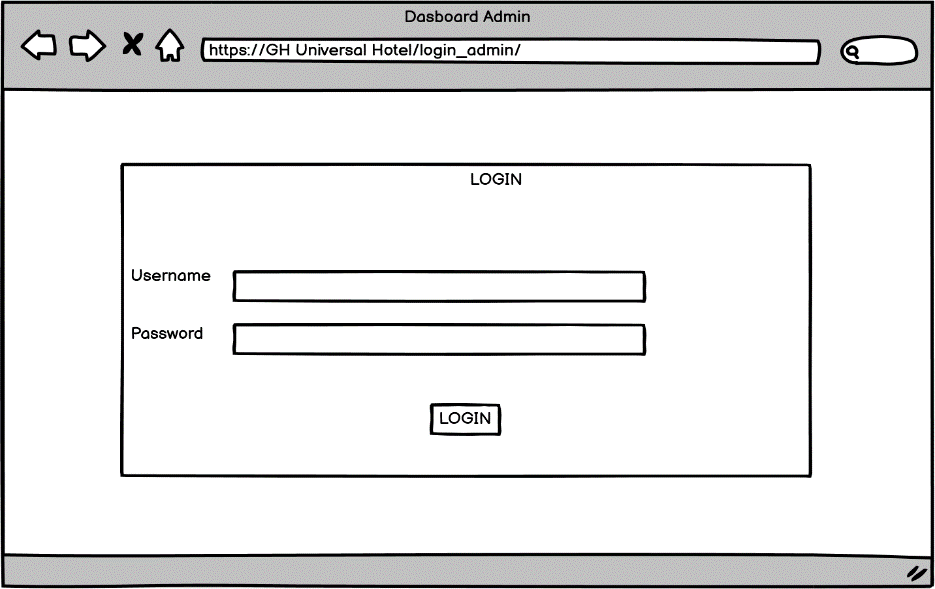 Dasboard Admin
https://GH Universal Hotel/login_admin/
LOGIN
Username
Password
LOGIN